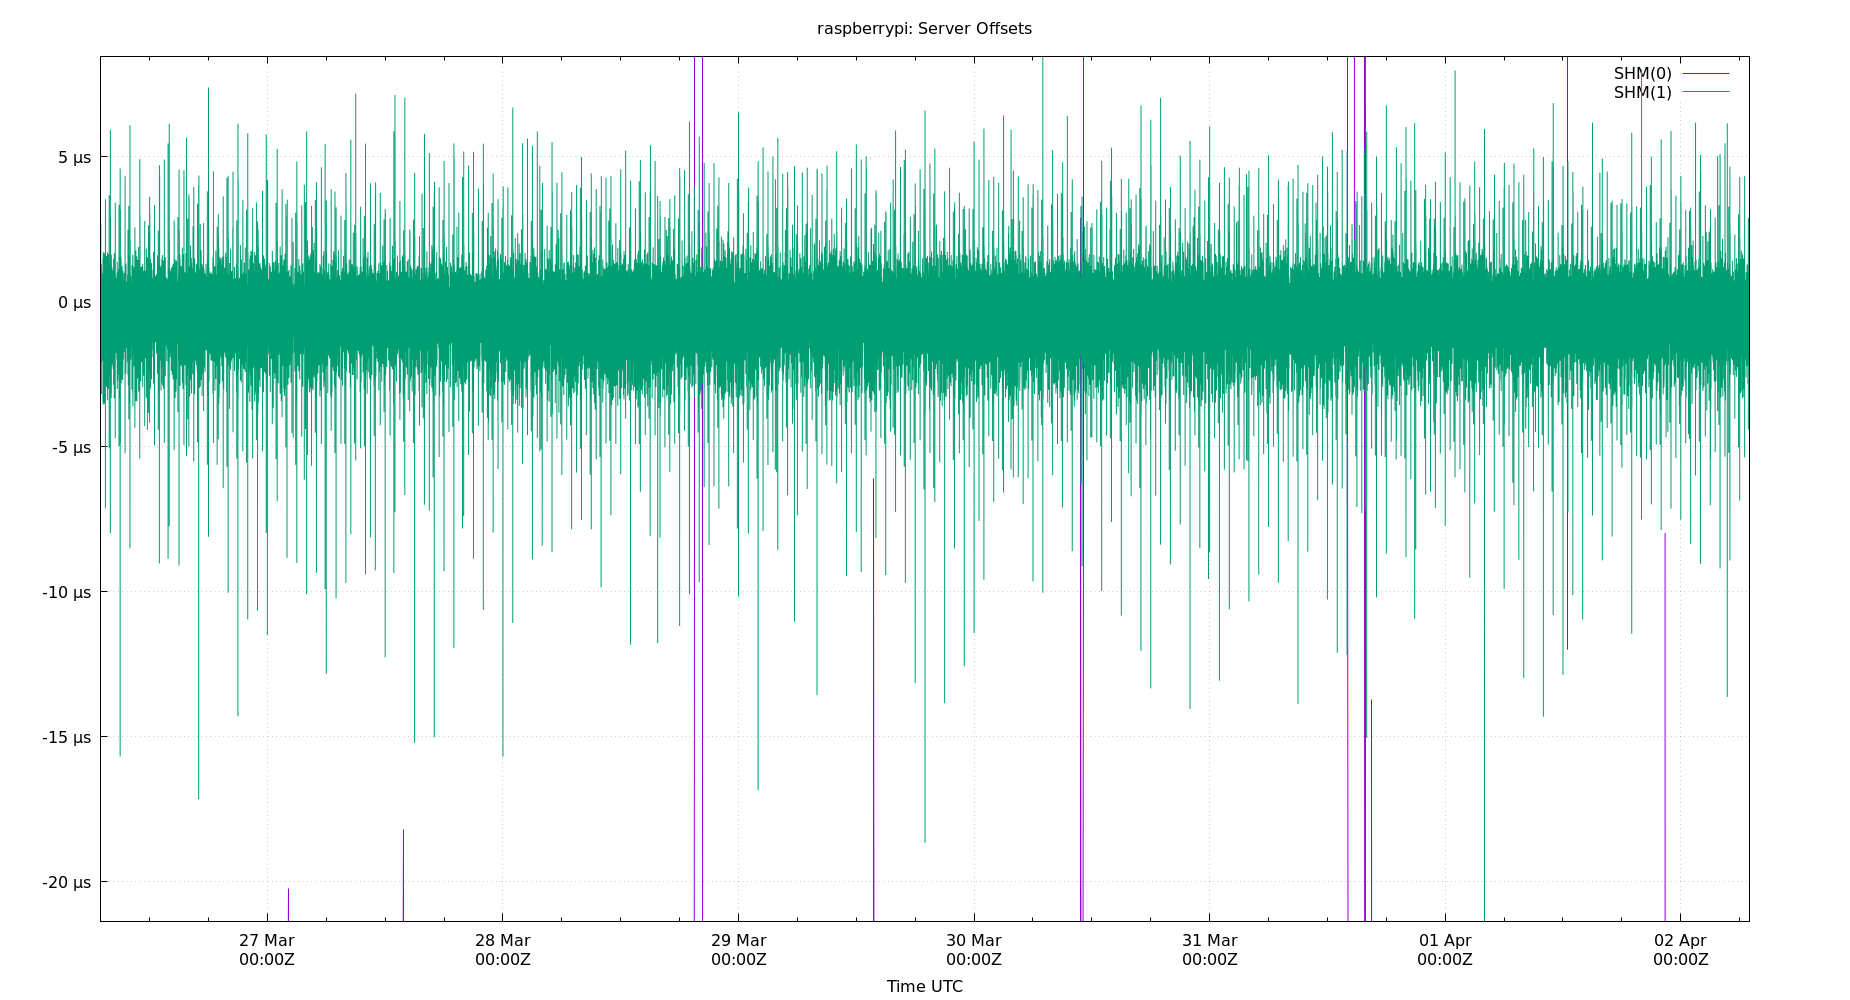 raspberrypi: Server Offsets
SHM(0)
SHM(1)
5 µs
0 µs
-5 µs
-10 µs
-15 µs
-20 µs
27 Mar 28 Mar 29 Mar 30 Mar 31 Mar 01 Apr 02 Apr
00:00Z 00:00Z 00:00Z 00:00Z 00:00Z 00:00Z 00:00Z
Time UTC